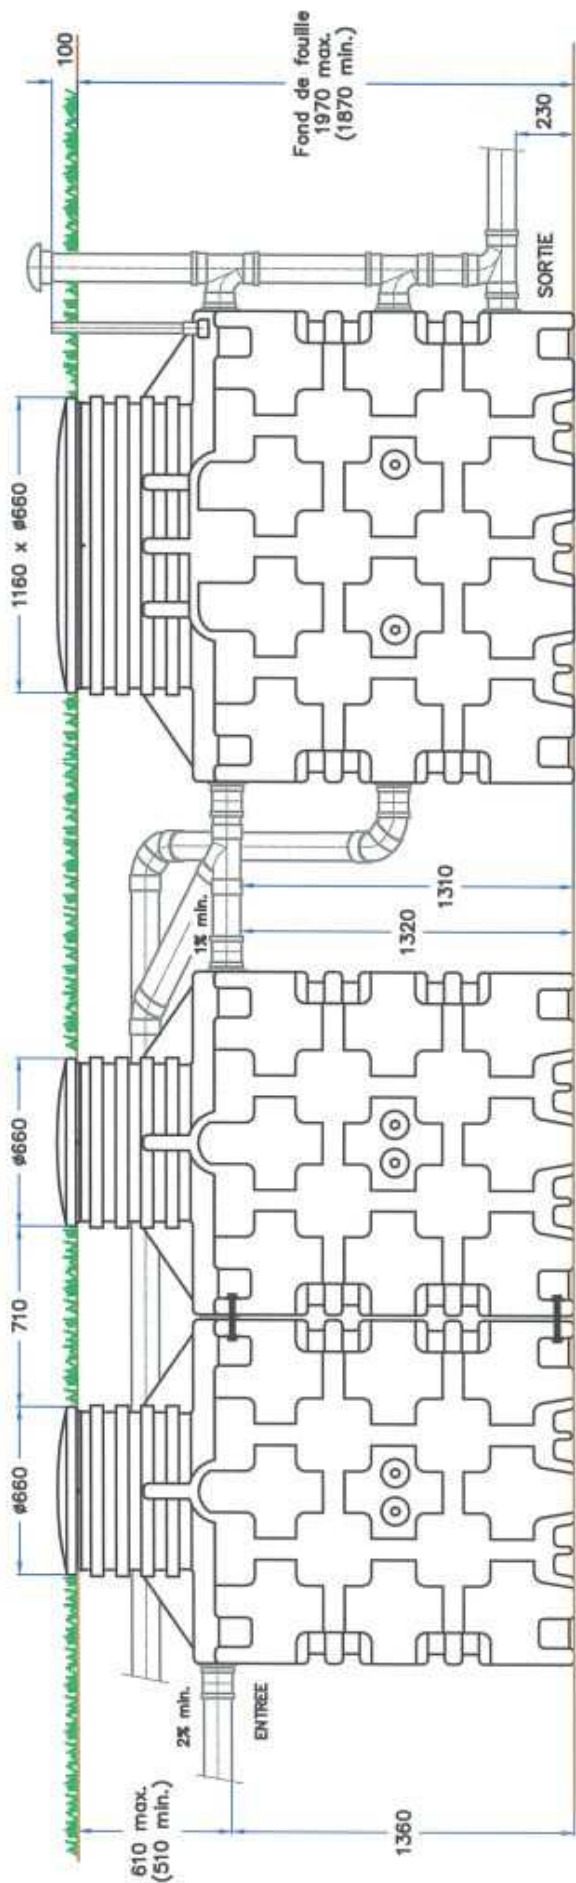 ø660
710
ø660
1160 x ø660
100
610 max.
(510 min.)
2% min.
ENTREE
1360
1% min.
1320
1310
Fond de fouille
1970 max.
(1870 min.)
230
SORTIE